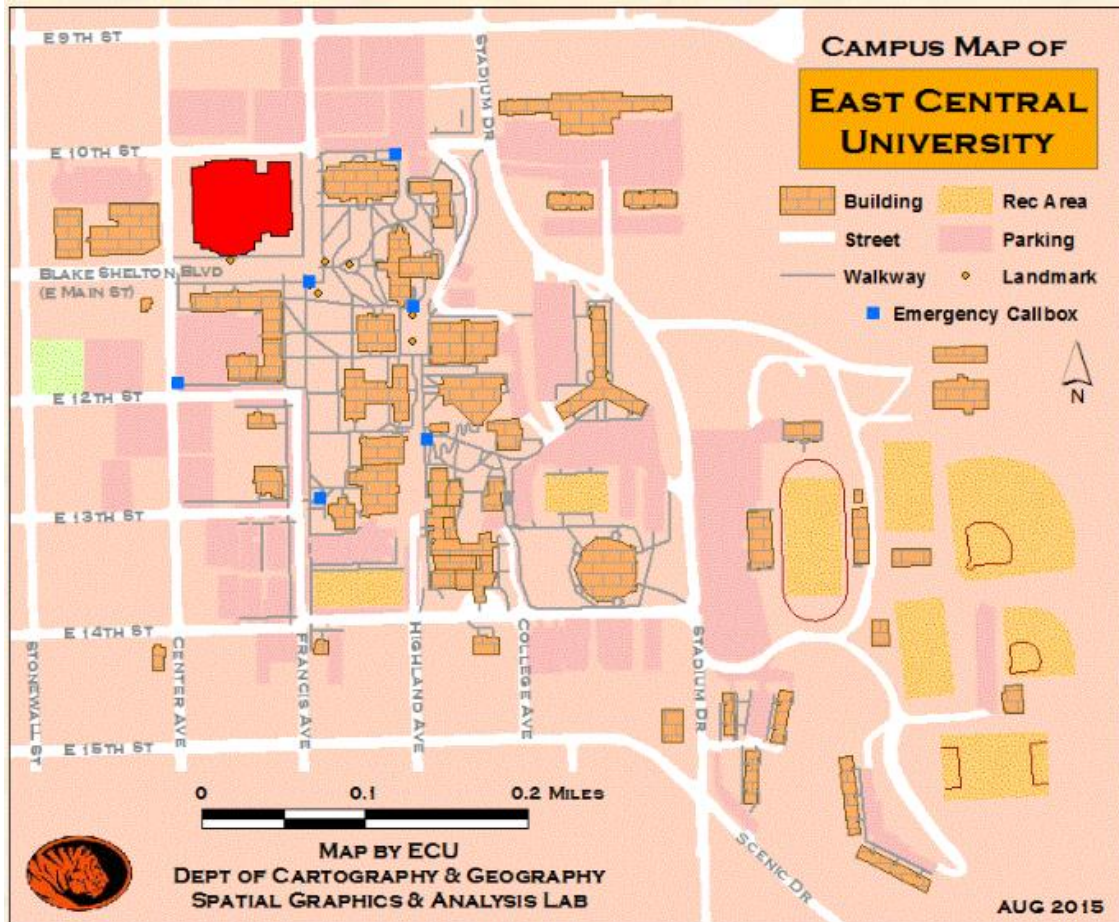 CAMPUS MAP OF
EAST CENTRAL
UNIVERSITY
Building
Rec Area
Street
Parking
Walkway
Landmark
Emergency Callbox
N
E 9TH ST
STADIUM DR
E 10TH ST
BLAKE SHELTON BLVD
(E MAIN ST)
E 12TH ST
E 13TH ST
E 14TH ST
STONEWALL ST
CENTER AVE
FRANCIS AVE
HIGHLAND AVE
COLLEGE AVE
STADIUM DR
E 15TH ST
SCENIC DR
0 0.1 0.2 MILES
MAP BY ECU
DEPT OF CARTOGRAPHY & GEOGRAPHY
SPATIAL GRAPHICS & ANALYSIS LAB
AUG 2015